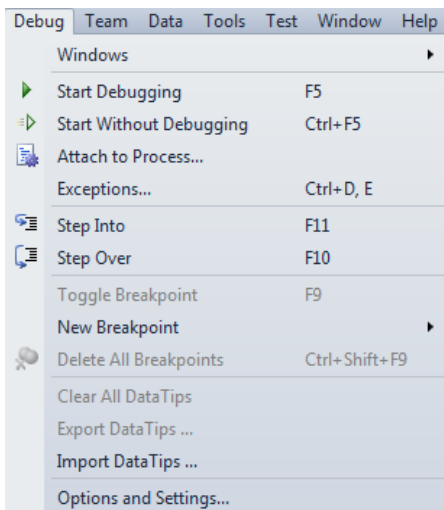 Debug Team Data Tools Test Window Help
Windows
Start Debugging F5
Start Without Debugging Ctrl+F5
Attach to Process...
Exceptions... Ctrl+D, E
Step Into F11
Step Over F10
Toggle Breakpoint F9
New Breakpoint
Delete All Breakpoints Ctrl+Shift+F9
Clear All DataTips
Export DataTips ...
Import DataTips ...
Options and Settings...